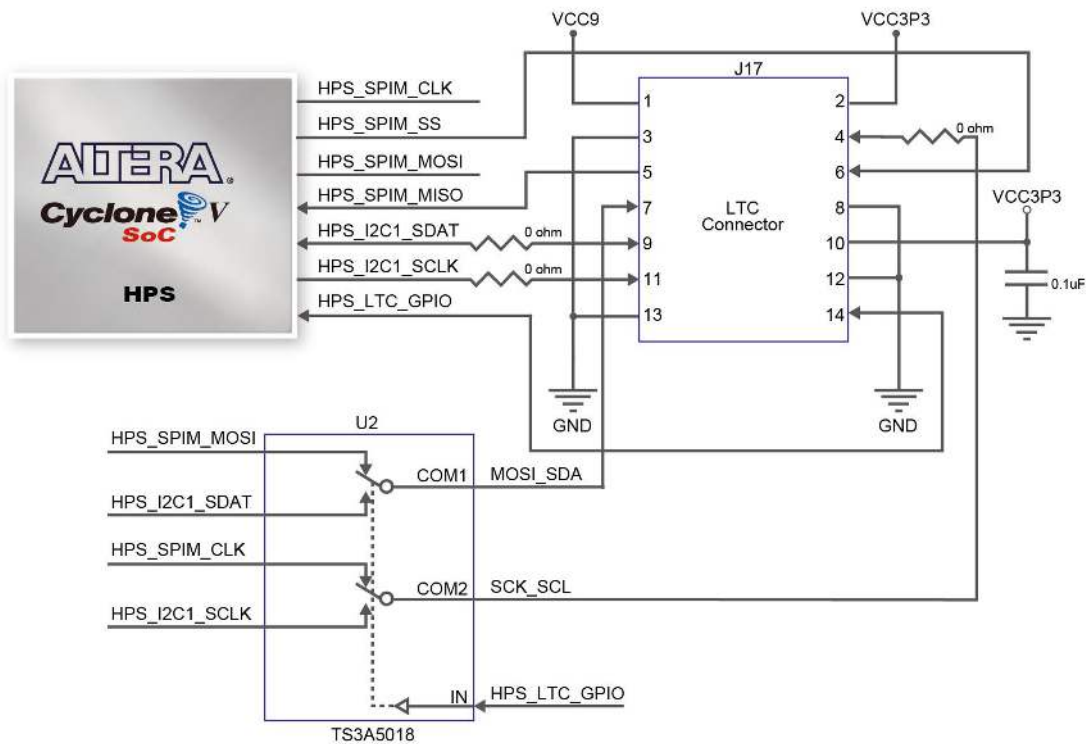 VCC9
VCC3P3
J17
HPS_SPIM_CLK
HPS_SPIM_SS
HPS_SPIM_MOSI
HPS_SPIM_MISO
HPS_I2C1_SDAT
0 ohm
HPS_I2C1_SCLK
0 ohm
HPS_LTC_GPIO
ALTERA®
Cyclone™ V
SoC
HPS
1
3
5
7
9
11
13
LTC
Connector
2
4
6
8
10
12
14
0 ohm
VCC3P3
0.1uF
GND
GND
U2
HPS_SPIM_MOSI
HPS_I2C1_SDAT
HPS_SPIM_CLK
HPS_I2C1_SCLK
COM1
MOSI_SDA
COM2
SCK_SCL
IN
HPS_LTC_GPIO
TS3A5018